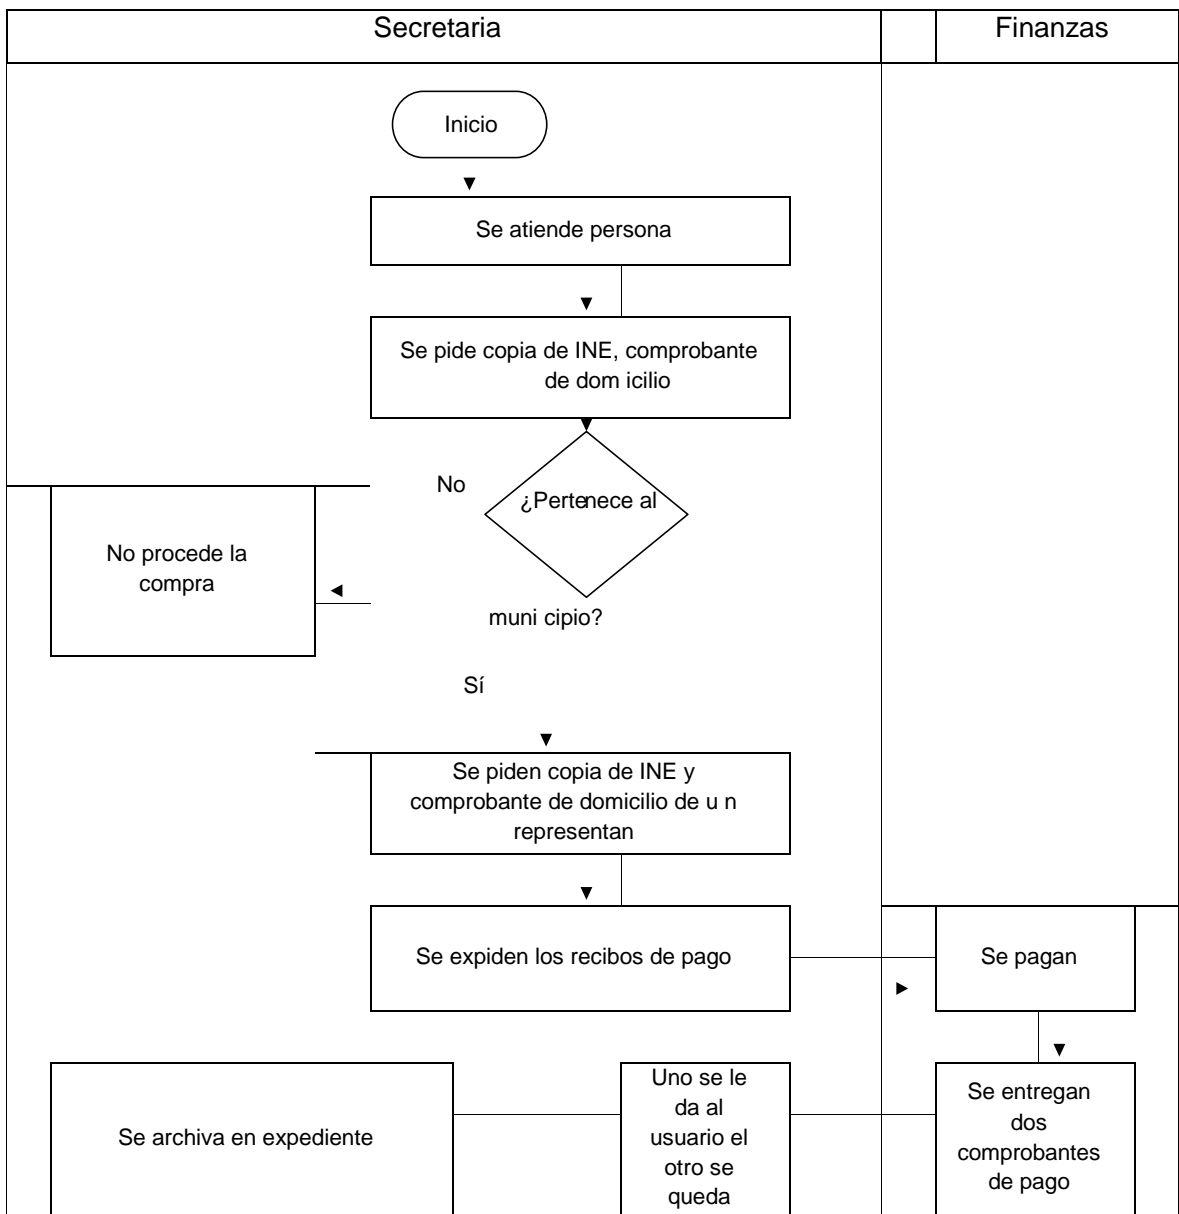 Secretaria
Finanzas
Inicio
Se atiende persona
Se pide copia de INE, comprobante
de dom icilio
No
¿Pertenece al
No procede la
compra
muni cipio?
Sí
Se piden copia de INE y
comprobante de domicilio de u n
representan
Se expiden los recibos de pago
Se pagan
Se archiva en expediente
Uno se le
da al
usuario el
otro se
queda
Se entregan
dos
comprobantes
de pago